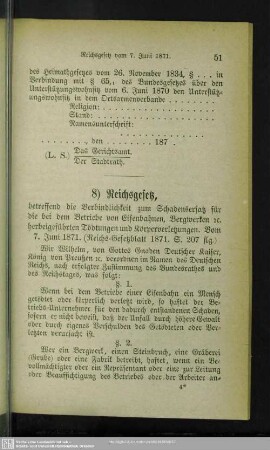 Reichsgesetz vom 7. Juni 1871. 51
des Heimathgesetzes vom 26. November 1834, § . . . in
Verbindung mit § 65, des Bundesgesetzes über den
Unterstützungswohnsitz vom 6. Juni 1870 den Unterstütz-
ungswohnsitz in dem Ortsarmenverbande . . . . . . . .
Religion: . . . . . . . . . . .
Stand: . . . . . . . . . . . .
Namensunterschrift:
. . . . . . . . . . . . . . . .
. . . . . . . . , den . . . . . . . . . 187 .
(L. S.) Das Gerichtsamt.
Der Stadtrath.
8) Reichsgesetz,
betreffend die Verbindlichkeit zum Schadensersatz für
die bei dem Betriebe von Eisenbahnen, Bergwerken ꝛc.
herbeigeführten Tödtungen und Körperverletzungen. Vom
7. Juni 1871. (Reichs-Gesetzblatt 1871. S. 207 flg.)
Wir Wilhelm, von Gottes Gnaden Deutscher Kaiser,
König von Preußen ꝛc. verordnen im Namen des Deutschen
Reichs, nach erfolgter Zustimmung des Bundesrathes und
des Reichstages, was folgt:
§. 1.
Wenn bei dem Betriebe einer Eisenbahn ein Mensch
getödtet oder körperlich verletzt wird, so haftet der Be-
triebs-Unternehmer für den dadurch entstandenen Schaden,
sofern er nicht beweist, daß der Unfall durch höhere Gewalt
oder durch eigenes Verschulden des Getödteten oder Ver-
letzten verursacht ist.
§. 2.
Wer ein Bergwerk, einen Steinbruch, eine Gräberei
(Grube) oder eine Fabrik betreibt, haftet, wenn ein Be-
vollmächtigter oder ein Repräsentant oder eine zur Leitung
oder Beaufsichtigung des Betriebes oder der Arbeiter an-
4*